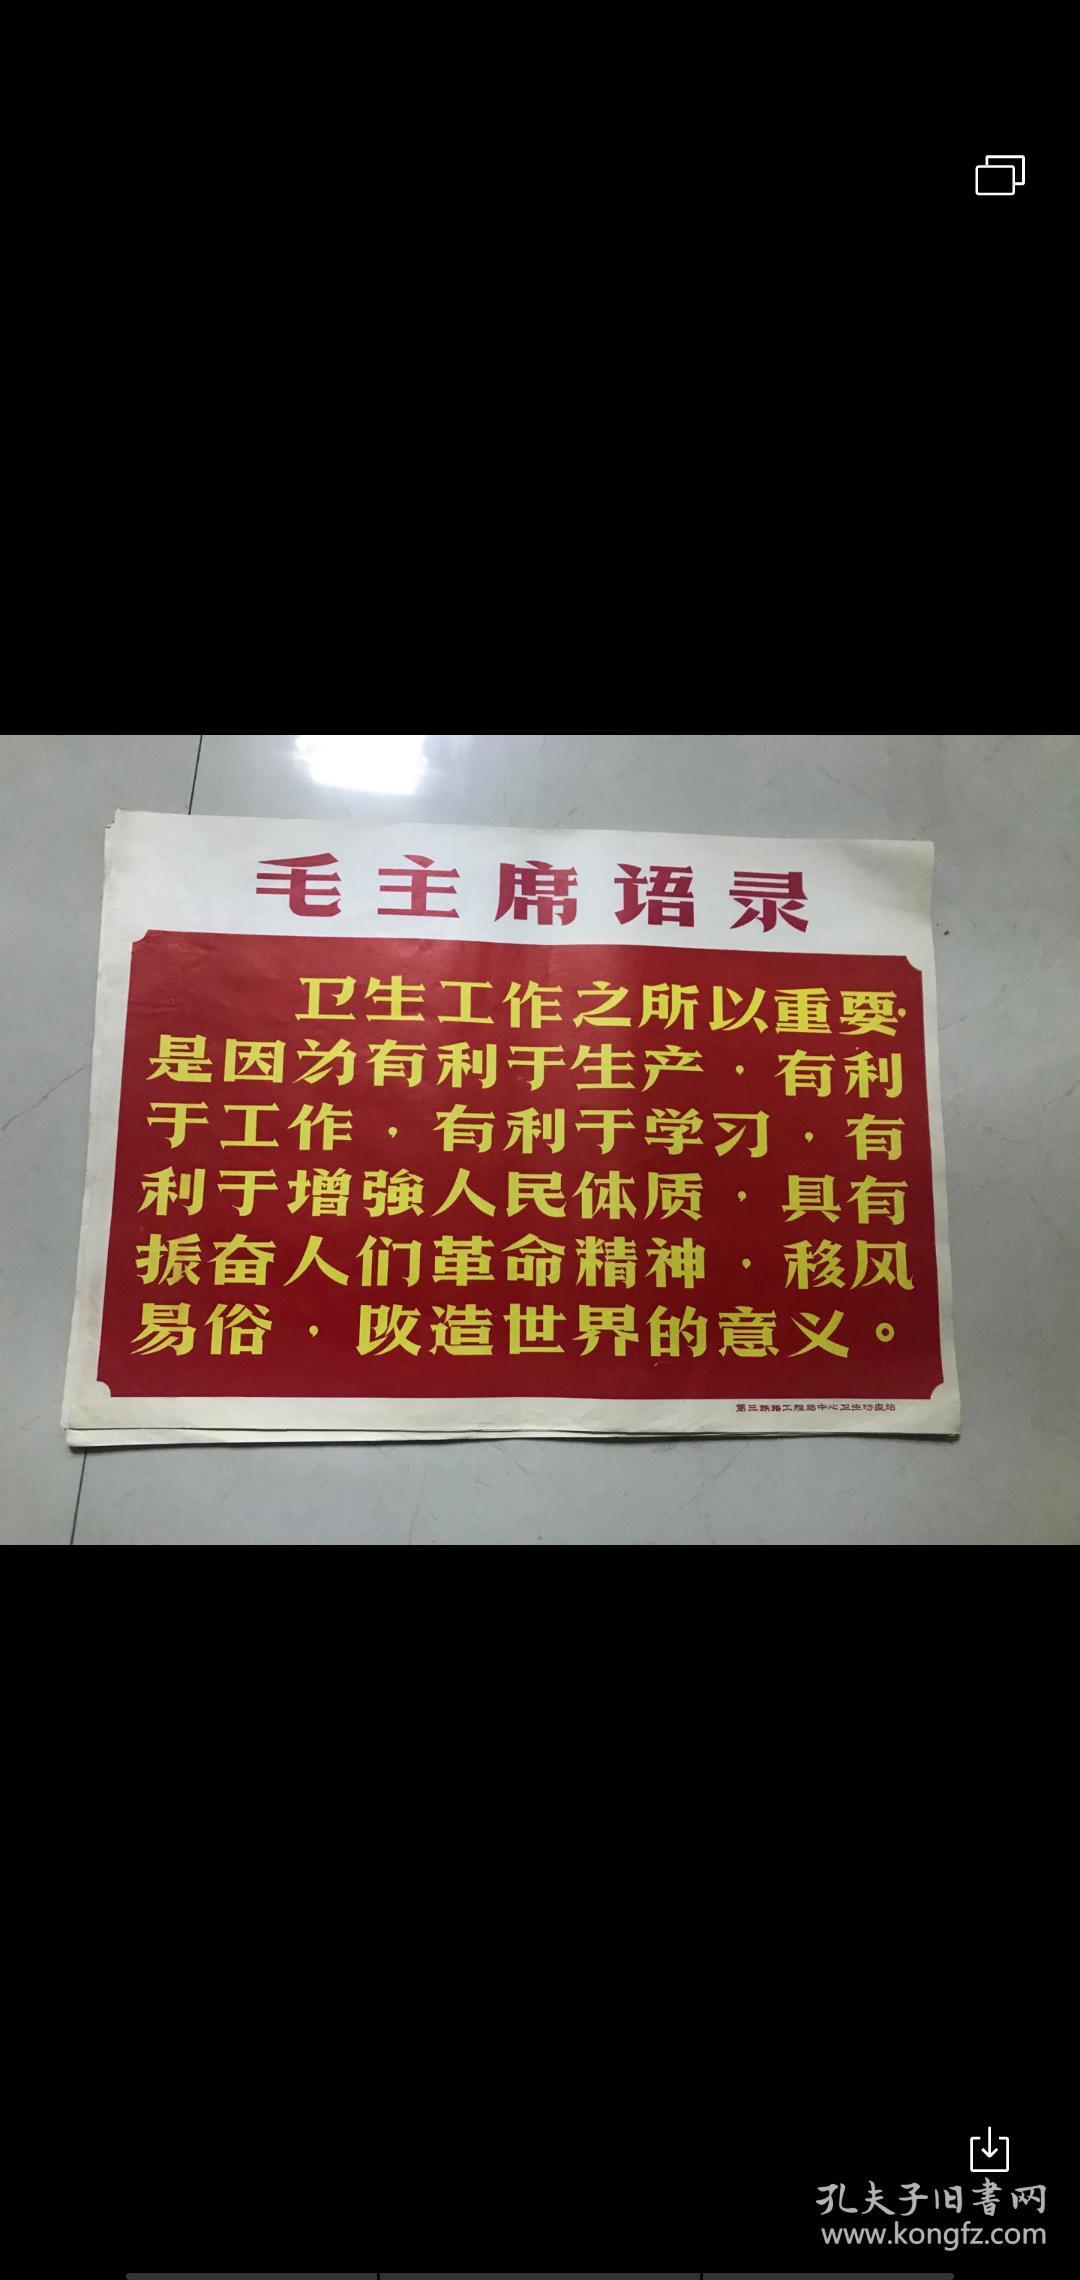 毛主席语录
卫生工作之所以重要，
是因为有利于生产，有利
于工作，有利于学习，有
利于增強人民体质，具有
振奋人们革命精神，移风
易俗，改造世界的意义。
第三铁路工程局中心卫生防疫站
孔夫子旧书网
www.kongfz.com